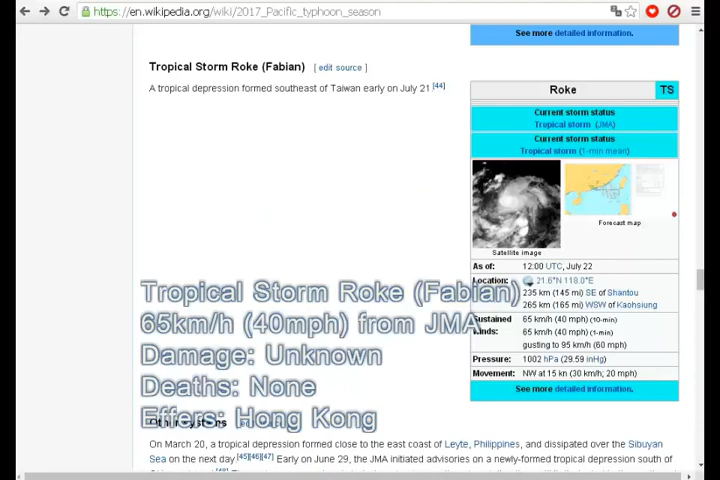 https://en.wikipedia.org/wiki/2017_Pacific_typhoon_season
See more detailed information.
Tropical Storm Roke (Fabian) [ edit source ]
A tropical depression formed southeast of Taiwan early on July 21 [44]
Roke TS
Current storm status
Tropical storm (JMA)
Current storm status
Tropical storm (1-min mean)
Satellite image
Forecast map
As of: 12:00 UTC, July 22
Location: 21.6°N 118.0°E
235 km (145 mi) SE of Shantou
265 km (165 mi) WSW of Kaohsiung
Sustained 65 km/h (40 mph) (10-min)
winds: 65 km/h (40 mph) (1-min)
gusting to 95 km/h (60 mph)
Pressure: 1002 hPa (29.59 inHg)
Movement: NW at 15 kn (30 km/h; 20 mph)
See more detailed information.
Tropical Storm Roke (Fabian)
65km/h (40mph) from JMA
Damage: Unknown
Deaths: None
Effers: Hong Kong
Other systems
On March 20, a tropical depression formed close to the east coast of Leyte, Philippines, and dissipated over the Sibuyan
Sea on the next day.[45][46][47] Early on June 29, the JMA initiated advisories on a newly-formed tropical depression south of